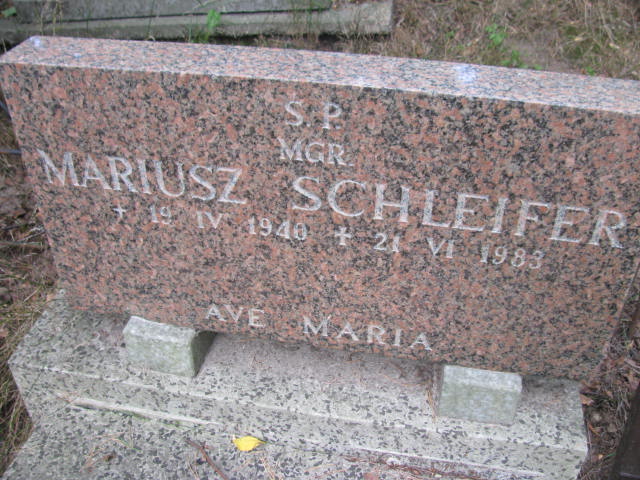 S.P.
MGR.
MARIUSZ SCHLEIFER
+ 19 IV 1940 + 21 VI 1983
AVE MARIA